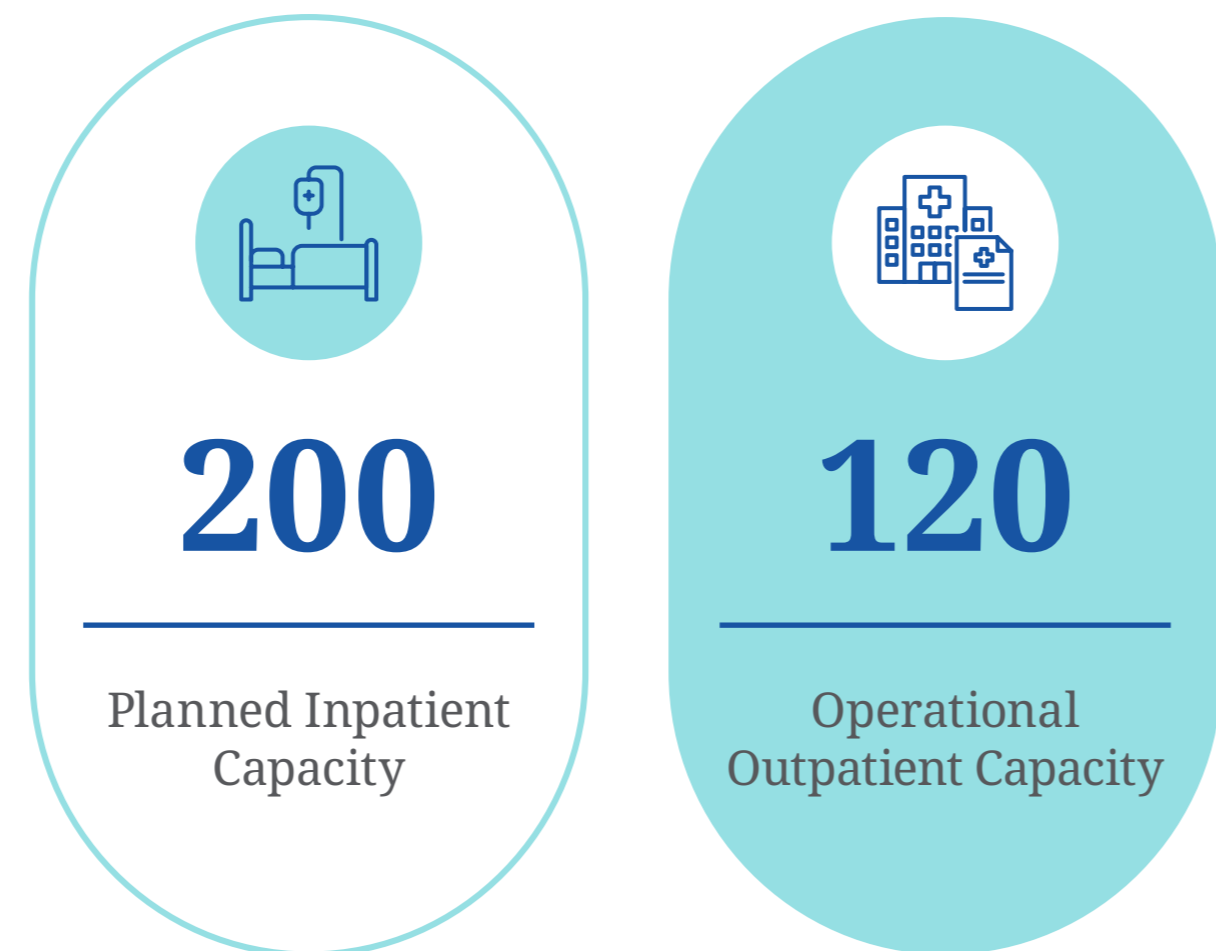 200
Planned Inpatient
Capacity
120
Operational
Outpatient Capacity